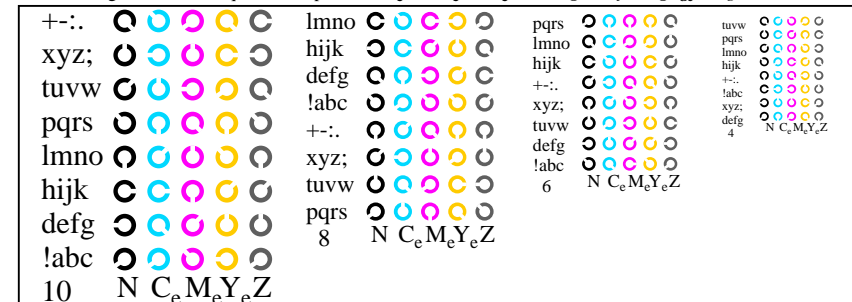 +-:.
xyz;
tuvw
pqrs
lmno
hijk
defg
!abc
10 N CeMeYeZ
lmno
hijk
defg
!abc
+-:.
xyz;
tuvw
pqrs
8 N CeMeYeZ
pqrs
lmno
hijk
+-:.
xyz;
tuvw
defg
!abc
6 N CeMeYeZ
tuvw
pqrs
lmno
hijk
+-:.
!abc
xyz;
defg
4 N CeMeYeZ